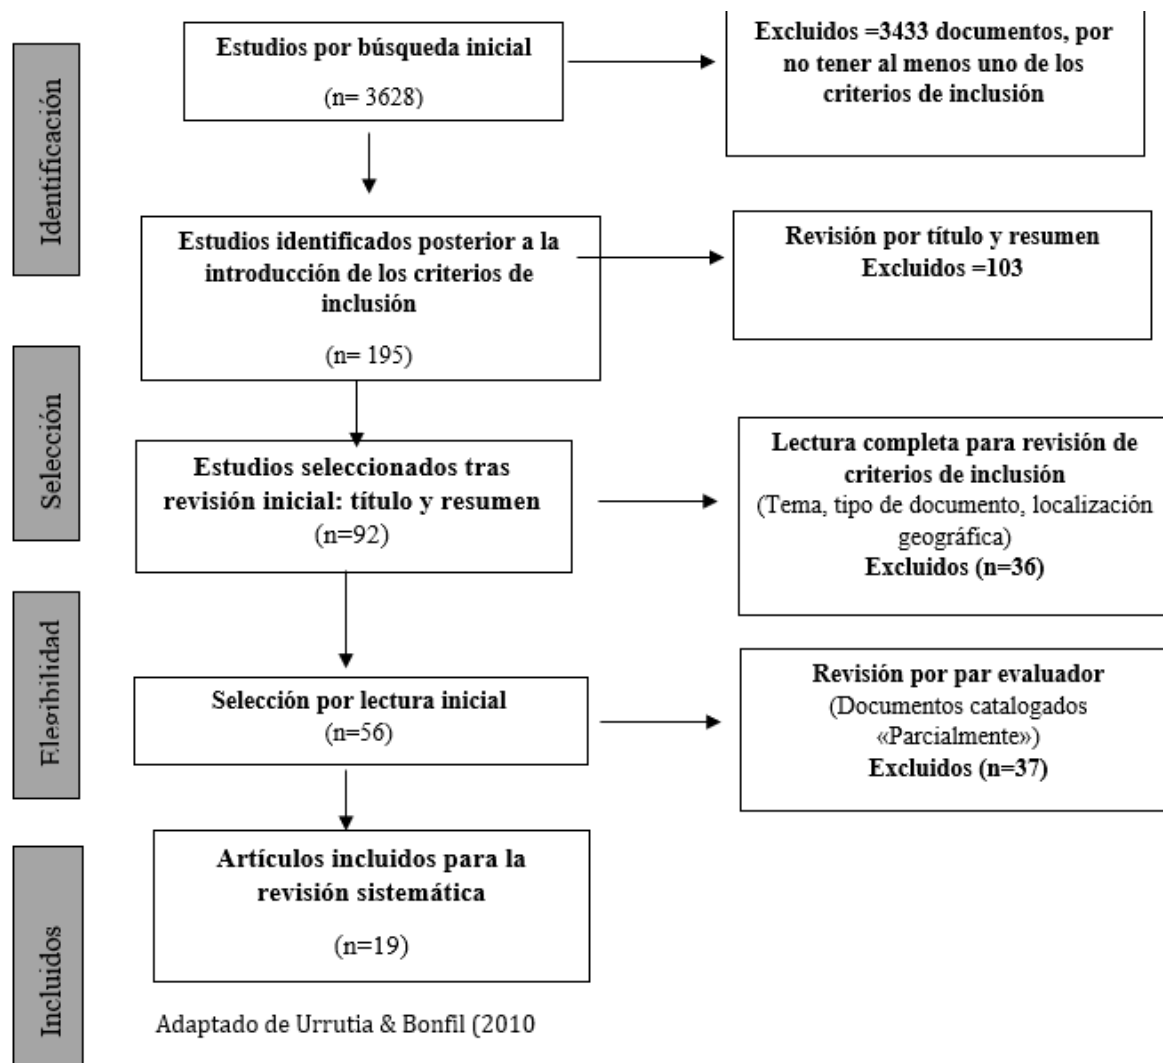 Identificación
Estudios por búsqueda inicial
(n= 3628)
Excluidos =3433 documentos, por
no tener al menos uno de los
criterios de inclusión
Estudios identificados posterior a la
introducción de los criterios de
inclusión
(n= 195)
Revisión por título y resumen
Excluidos =103
Selección
Estudios seleccionados tras
revisión inicial: título y resumen
(n=92)
Lectura completa para revisión de
criterios de inclusión
(Tema, tipo de documento, localización
geográfica)
Excluidos (n=36)
Elegibilidad
Selección por lectura inicial
(n=56)
Revisión por par evaluador
(Documentos catalogados
«Parcialmente»)
Excluidos (n=37)
Incluidos
Artículos incluidos para la
revisión sistemática
(n=19)
Adaptado de Urrutia & Bonfil (2010